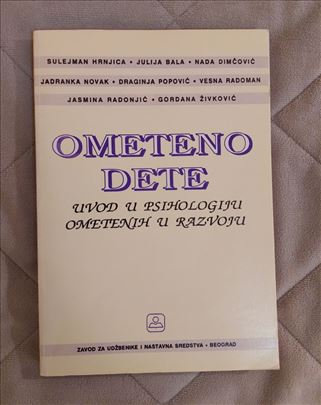 SULEJMAN HRNJICA • JULIJA BALA • NADA DIMČOVIĆ
JADRANKA NOVAK • DRAGINJA POPOVIĆ • VESNA RADOMAN
JASMINA RADONJIĆ • GORDANA ŽIVKOVIĆ
OMETENO
DETE
UVOD U PSIHOLOGIJU
OMETENIH U RAZVOJU
ZAVOD ZA UDŽBENIKE I NASTAVNA SREDSTVA • BEOGRAD